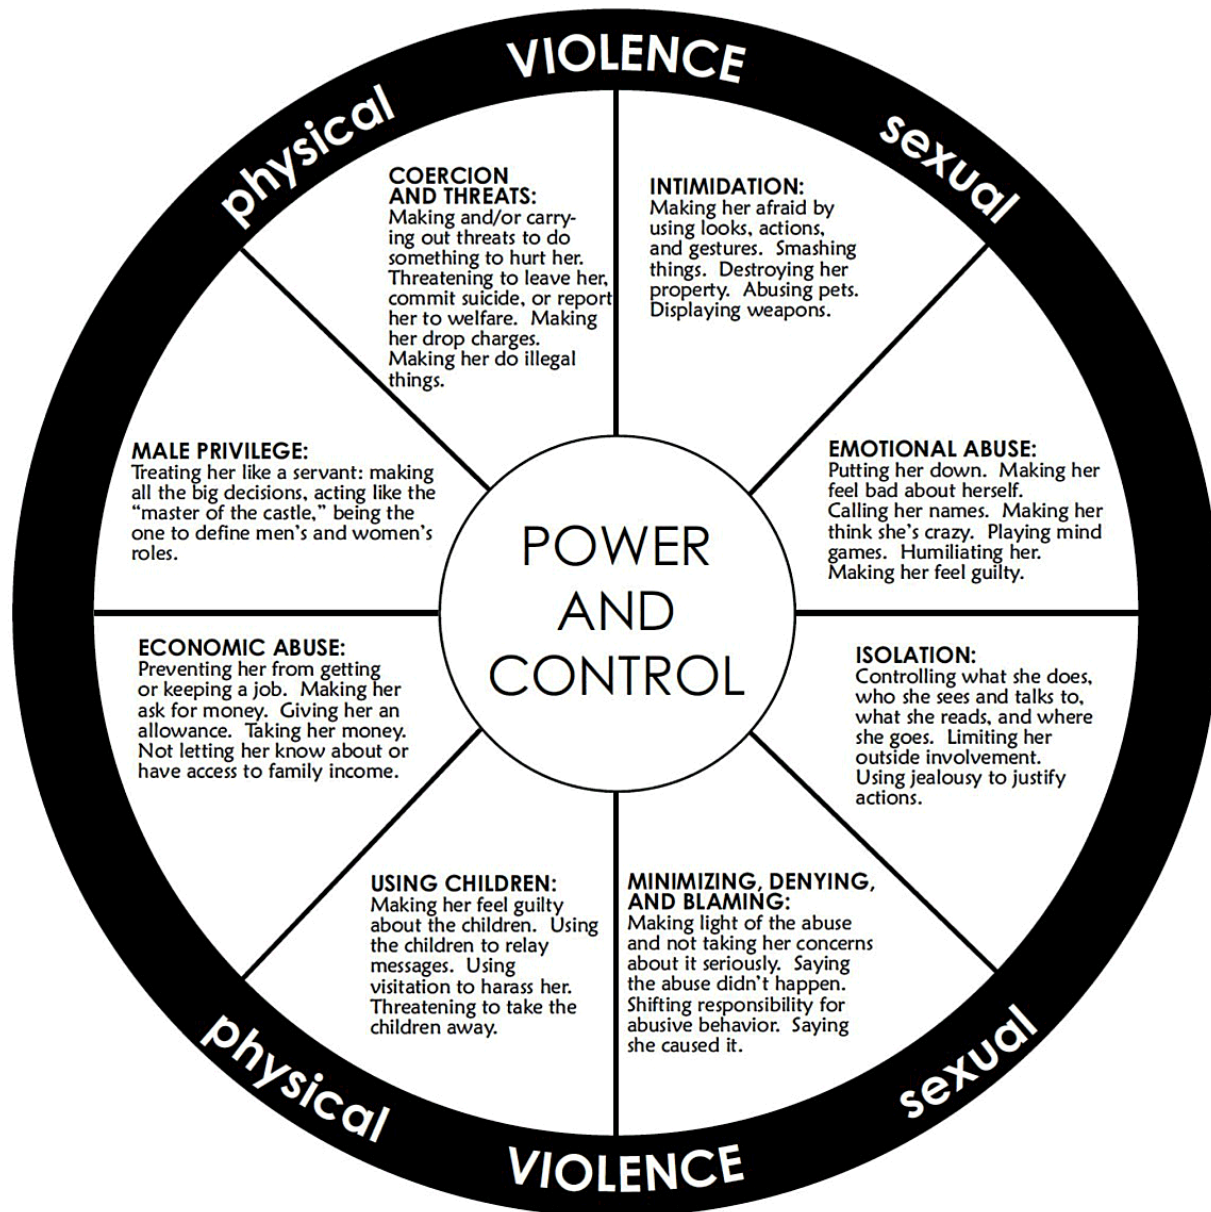 physical
VIOLENCE
sexual
COERCION
AND THREATS:
Making and/or carry-
ing out threats to do
something to hurt her.
Threatening to leave her,
commit suicide, or report
her to welfare.  Making
her drop charges.
Making her do illegal
things.
INTIMIDATION:
Making her afraid by
using looks, actions,
and gestures.  Smashing
things.  Destroying her
property.  Abusing pets.
Displaying weapons.
MALE PRIVILEGE:
Treating her like a servant: making
all the big decisions, acting like the
“master of the castle,” being the
one to define men’s and women’s
roles.
EMOTIONAL ABUSE:
Putting her down.  Making her
feel bad about herself.
Calling her names.  Making her
think she’s crazy.  Playing mind
games.  Humiliating her.
Making her feel guilty.
POWER
AND
CONTROL
ECONOMIC ABUSE:
Preventing her from getting
or keeping a job.  Making her
ask for money.  Giving her an
allowance.  Taking her money.
Not letting her know about or
have access to family income.
ISOLATION:
Controlling what she does,
who she sees and talks to,
what she reads, and where
she goes.  Limiting her
outside involvement.
Using jealousy to justify
actions.
USING CHILDREN:
Making her feel guilty
about the children.  Using
the children to relay
messages.  Using
visitation to harass her.
Threatening to take the
children away.
MINIMIZING, DENYING,
AND BLAMING:
Making light of the abuse
and not taking her concerns
about it seriously.  Saying
the abuse didn’t happen.
Shifting responsibility for
abusive behavior.  Saying
she caused it.
physical
VIOLENCE
sexual